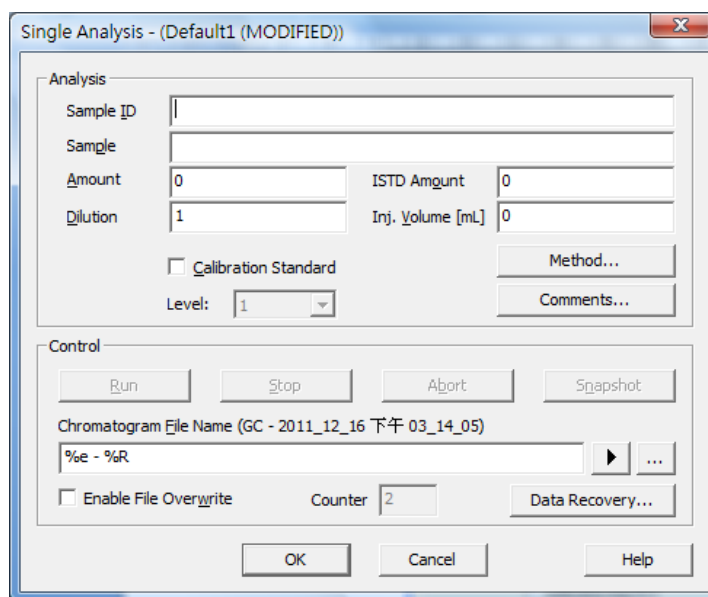 Single Analysis - (Default1 (MODIFIED))
Analysis
Sample ID
Sample
Amount 0 ISTD Amount 0
Dilution 1 Inj. Volume [mL] 0
Calibration Standard Method...
Level: 1 Comments...
Control
Run Stop Abort Snapshot
Chromatogram File Name (GC - 2011_12_16 下午 03_14_05)
%e - %R ...
Enable File Overwrite Counter 2 Data Recovery...
OK Cancel Help